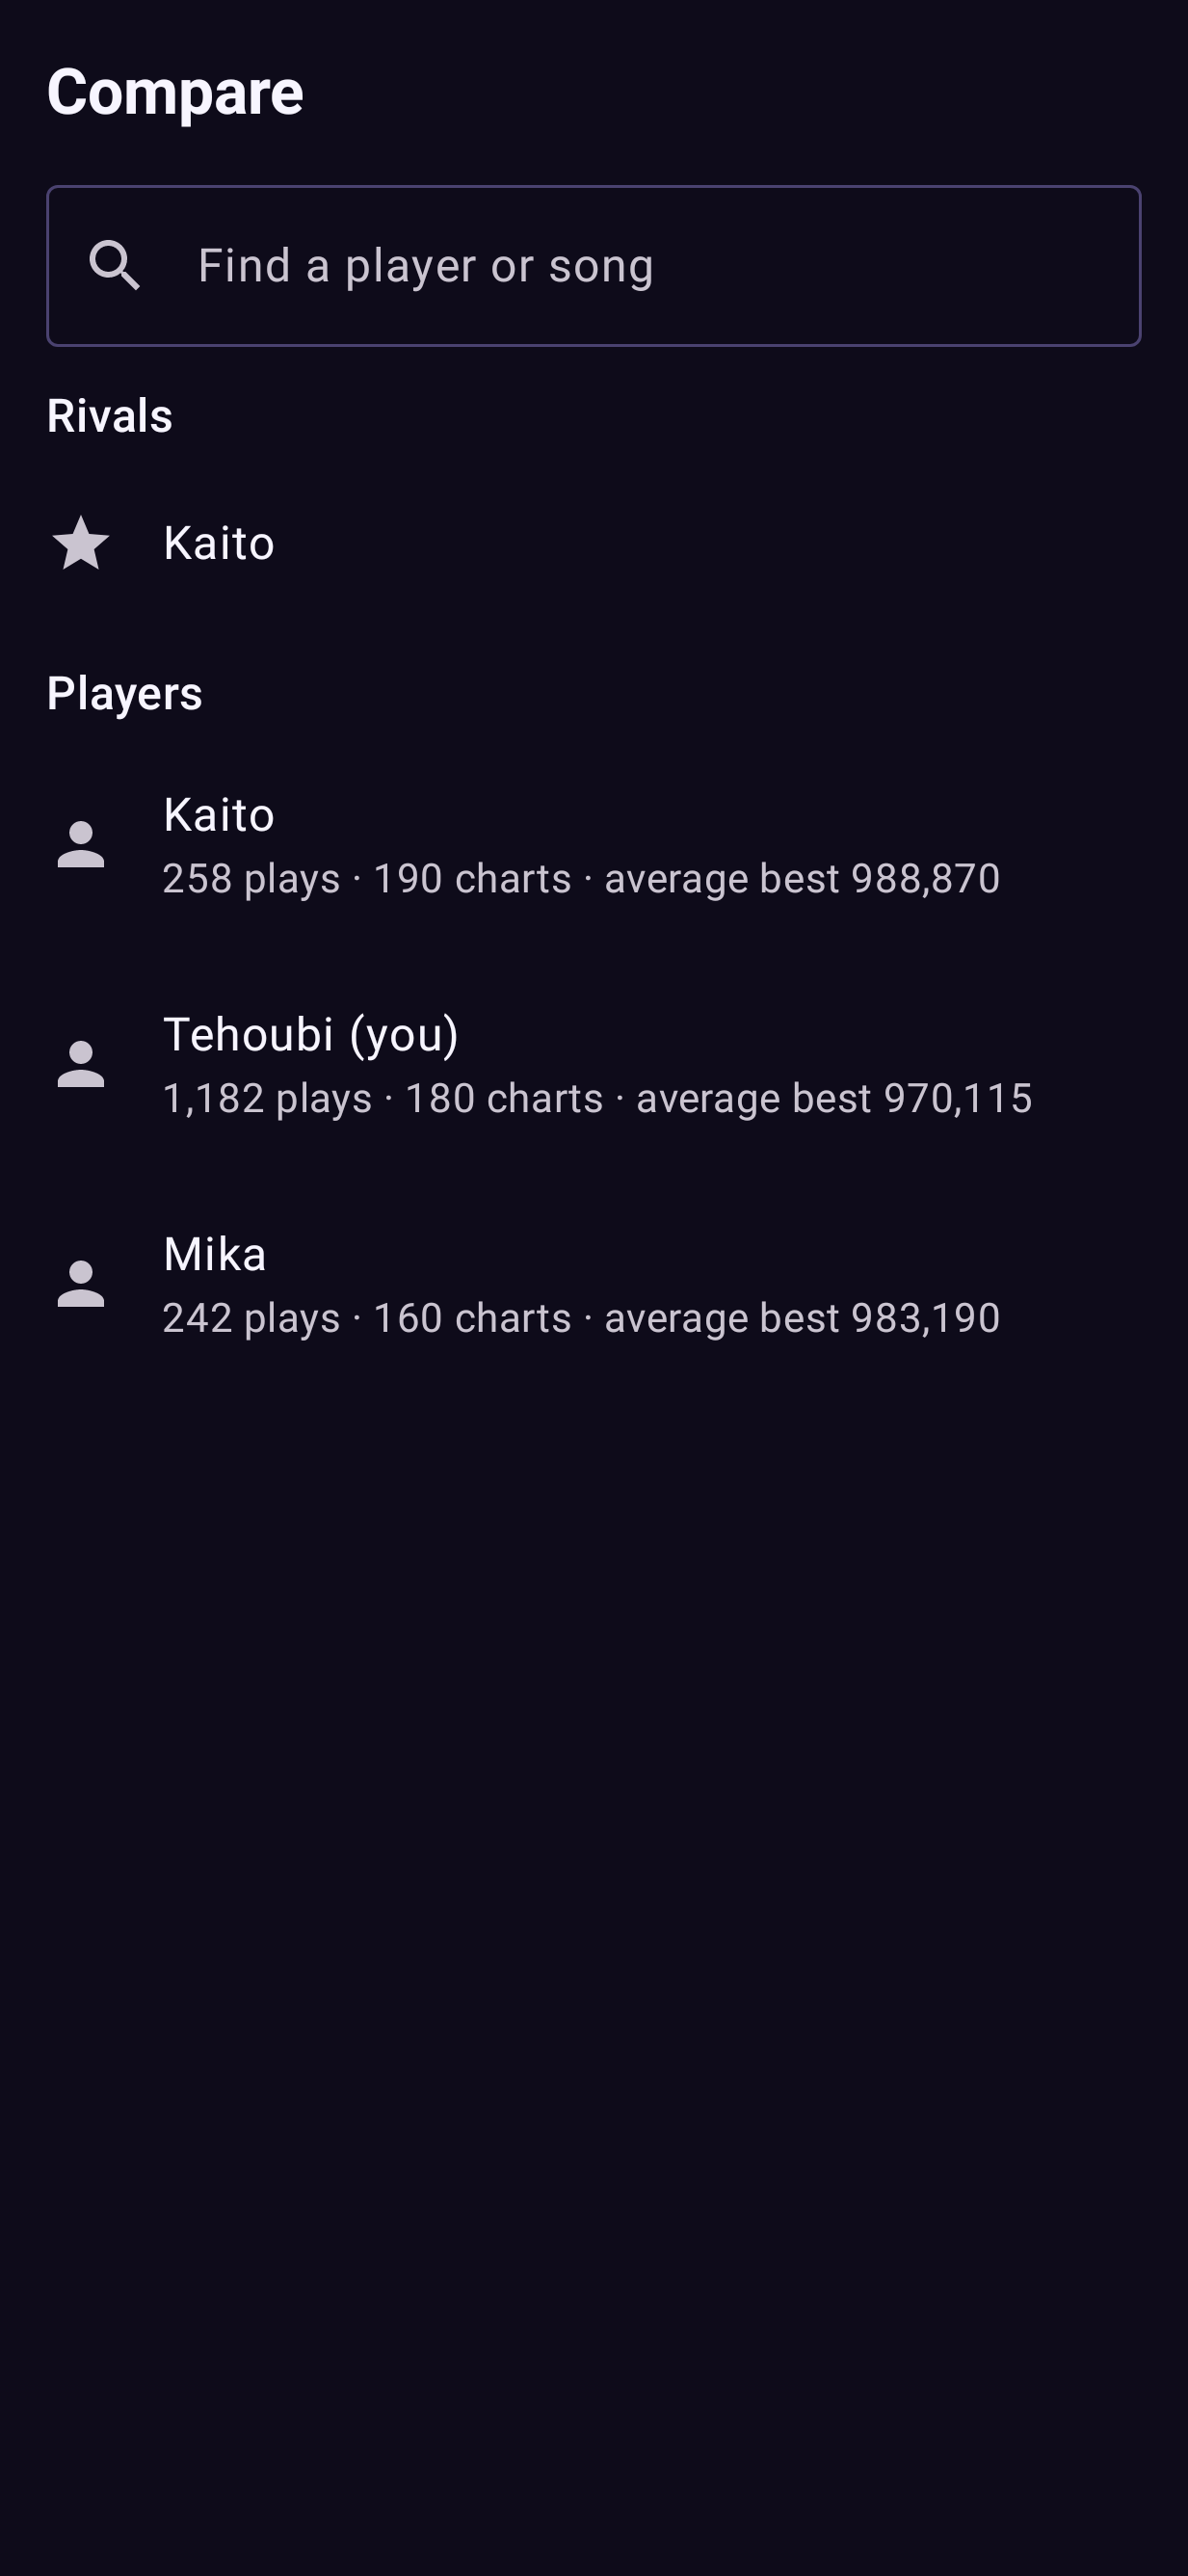 Compare
Find a player or song
Rivals
Kaito
Players
Kaito
258 plays · 190 charts · average best 988,870
Tehoubi (you)
1,182 plays · 180 charts · average best 970,115
Mika
242 plays · 160 charts · average best 983,190